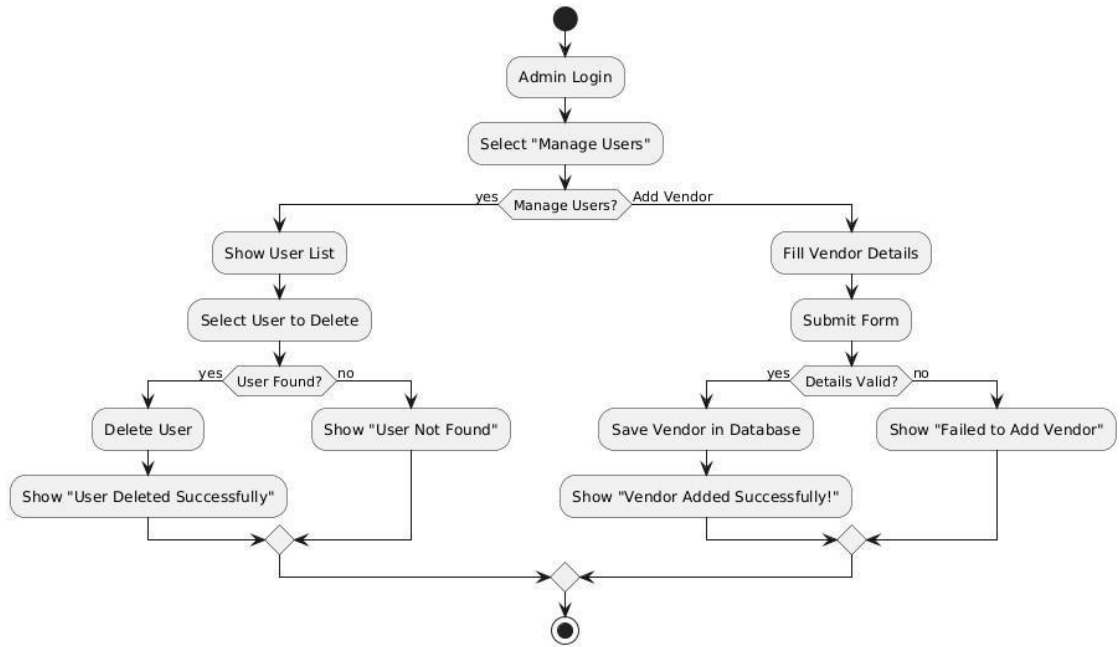 Admin Login
Select "Manage Users"
yes
Manage Users?
Add Vendor
Show User List
Select User to Delete
yes
User Found?
no
Delete User
Show "User Not Found"
Show "User Deleted Successfully"
Fill Vendor Details
Submit Form
yes
Details Valid?
no
Save Vendor in Database
Show "Failed to Add Vendor"
Show "Vendor Added Successfully!"